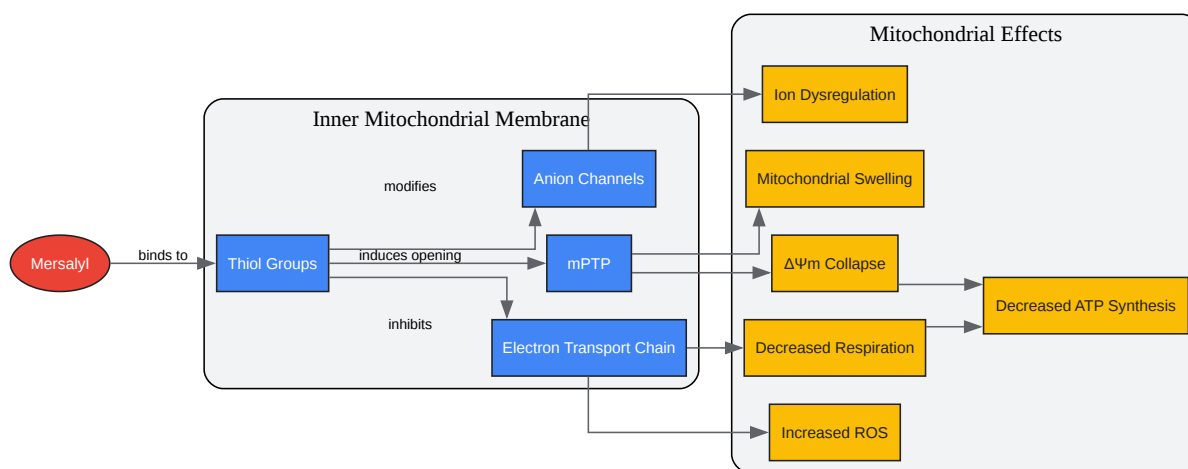 Mitochondrial Effects
Ion Dysregulation
Inner Mitochondrial Membrane
Anion Channels
Mitochondrial Swelling
modifies
Mersalyl
binds to
Thiol Groups
induces opening
mPTP
ΔΨm Collapse
Decreased ATP Synthesis
inhibits
Electron Transport Chain
Decreased Respiration
Increased ROS